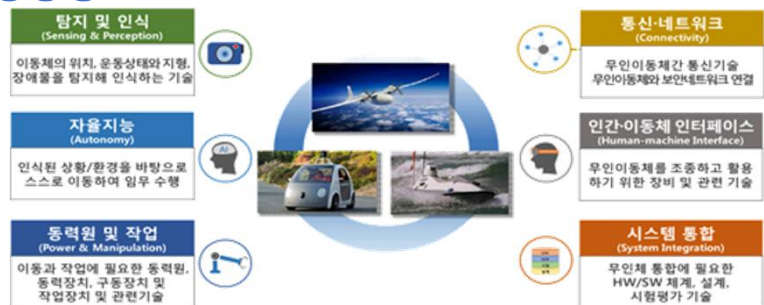 탐지 및 인식
(Sensing & Perception)
이동체의 위치, 운동상태와 지형,
장애물을 탐지해 인식하는 기술
자율지능
(Autonomy)
인식된 상황/환경을 바탕으로
스스로 이동하여 임무 수행
동력원 및 작업
(Power & Manipulation)
이동과 작업에 필요한 동력원,
동력장치, 구동장치 및
작업장치 및 관련기술
AI
통신·네트워크
(Connectivity)
무인이동체간 통신기술
무인이동체와 보안네트워크 연결
인간·이동체 인터페이스
(Human-machine Interface)
무인이동체를 조종하고 활용
하기 위한 장비 및 관련 기술
시스템 통합
(System Integration)
무인체 통합에 필요한
HW/SW 체계, 설계,
시험평가 기술